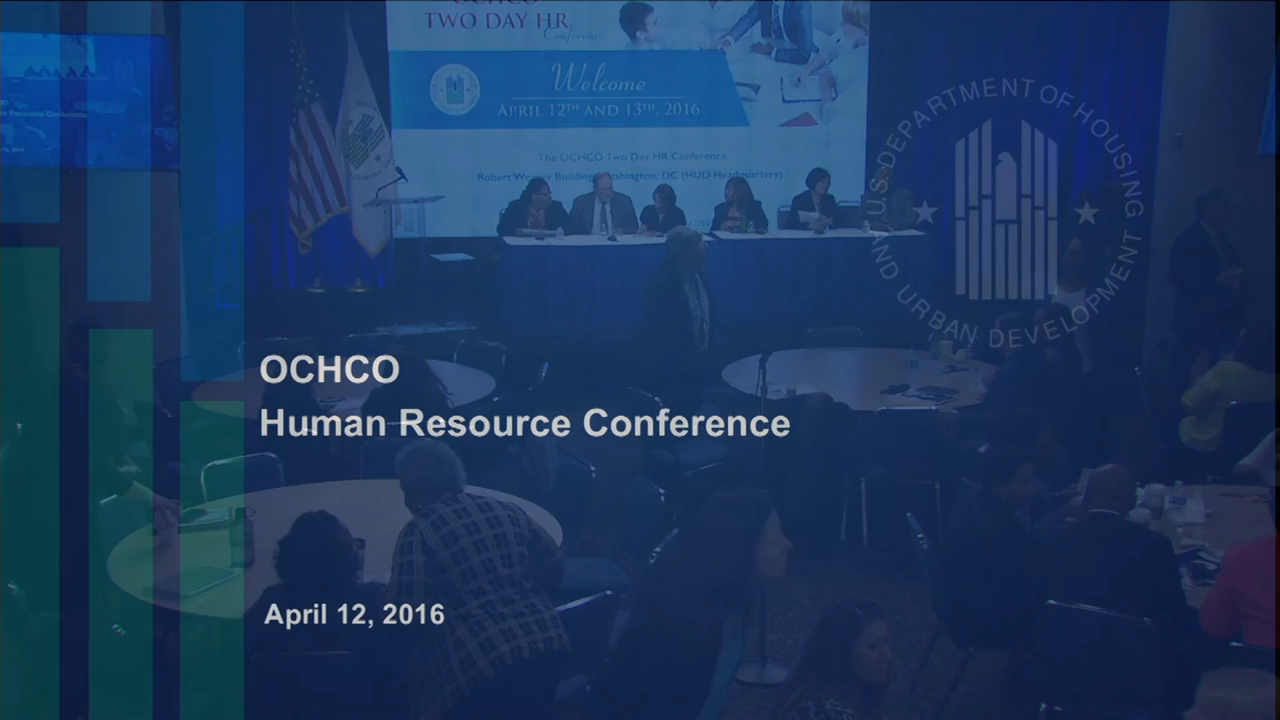 OCHCO
TWO DAY HR
Conference
Welcome
APRIL 12TH AND 13TH, 2016
The OCHCO Two Day HR Conference
Robert Weaver Building Washington, DC (HUD Headquarters)
U.S. DEPARTMENT OF HOUSING
AND URBAN DEVELOPMENT
OCHCO
Human Resource Conference
April 12, 2016